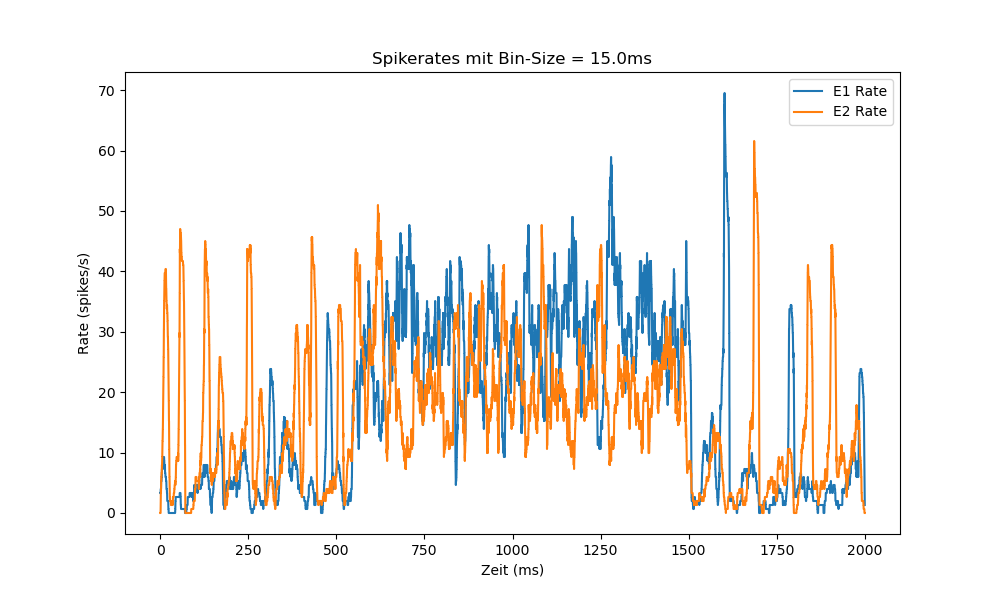 Spikerates mit Bin-Size = 15.0ms
E1 Rate
E2 Rate
70
60
50
40
30
20
10
0
Rate (spikes/s)
0 250 500 750 1000 1250 1500 1750 2000
Zeit (ms)